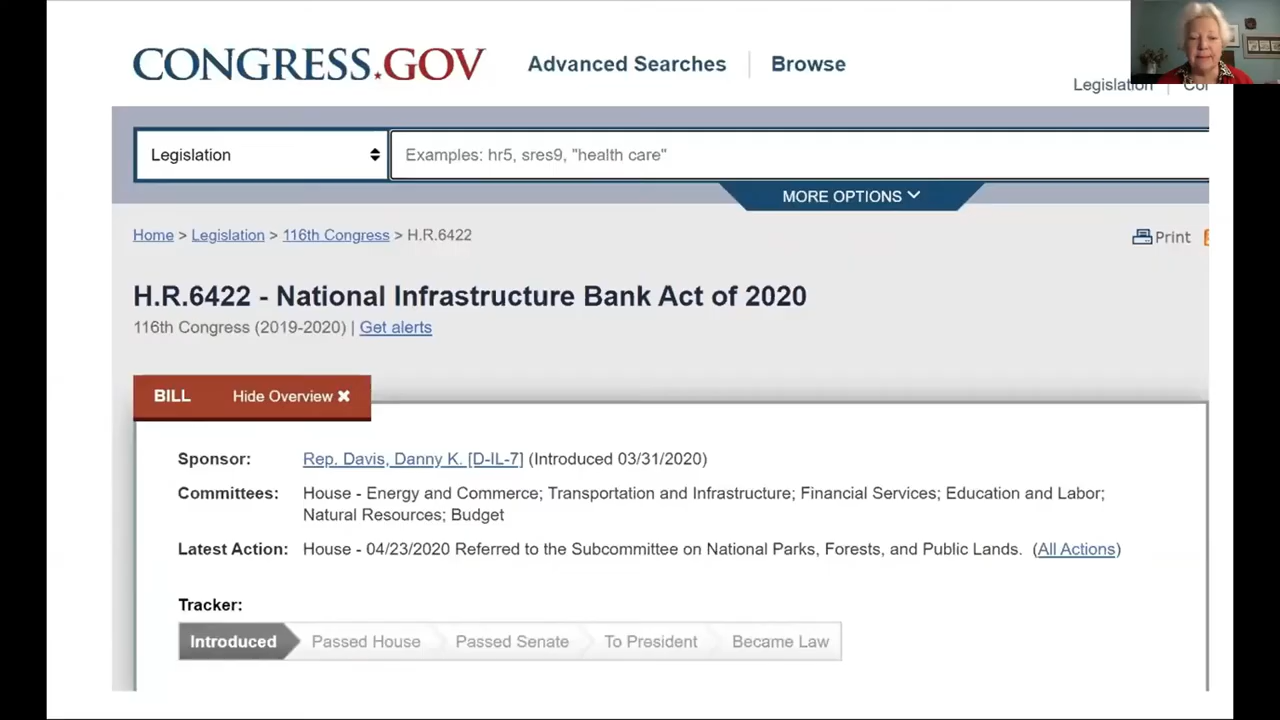 CONGRESS.GOV Advanced Searches Browse
Legislation
Legislation Examples: hr5, sres9, "health care"
MORE OPTIONS
Home > Legislation > 116th Congress > H.R.6422
Print
H.R.6422 - National Infrastructure Bank Act of 2020
116th Congress (2019-2020) | Get alerts
BILL Hide Overview
Sponsor: Rep. Davis, Danny K. [D-IL-7] (Introduced 03/31/2020)
Committees: House - Energy and Commerce; Transportation and Infrastructure; Financial Services; Education and Labor;
Natural Resources; Budget
Latest Action: House - 04/23/2020 Referred to the Subcommittee on National Parks, Forests, and Public Lands. (All Actions)
Tracker:
Introduced Passed House Passed Senate To President Became Law